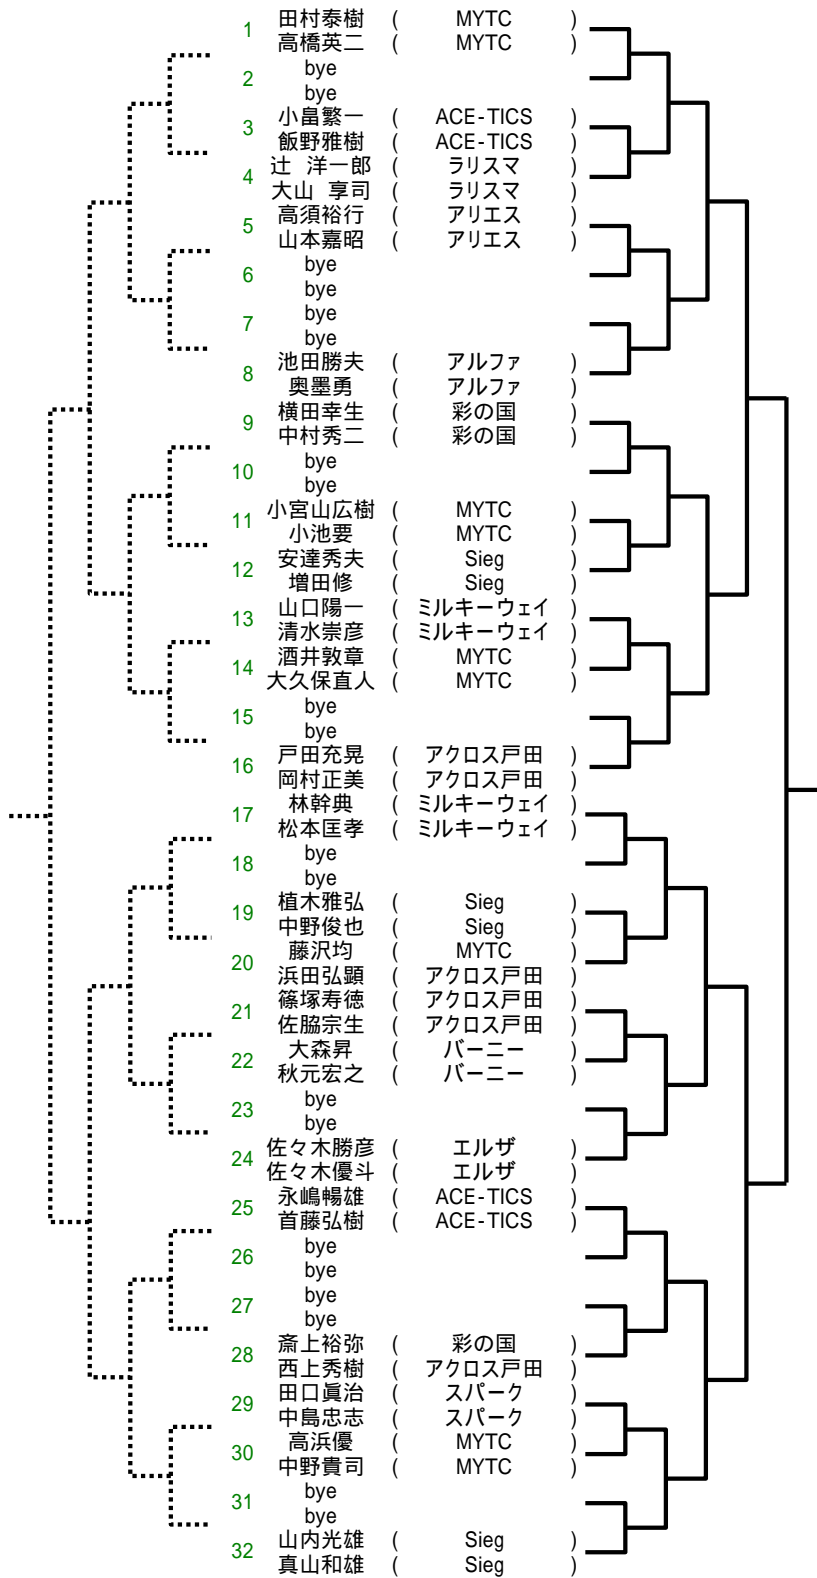 1 田村泰樹 ( MYTC )
高橋英二 ( MYTC )
2 bye
bye
3 小畠繁一 ( ACE-TICS )
飯野雅樹 ( ACE-TICS )
4 辻 洋一郎 ( ラリスマ )
大山 享司 ( ラリスマ )
5 高須裕行 ( アリエス )
山本嘉昭 ( アリエス )
6 bye
bye
7 bye
bye
8 池田勝夫 ( アルファ )
奥墨勇 ( アルファ )
9 横田幸生 ( 彩の国 )
中村秀二 ( 彩の国 )
10 bye
bye
11 小宮山広樹 ( MYTC )
小池要 ( MYTC )
12 安達秀夫 ( Sieg )
増田修 ( Sieg )
13 山口陽一 ( ミルキーウェイ )
清水崇彦 ( ミルキーウェイ )
14 酒井敦章 ( MYTC )
大久保直人 ( MYTC )
15 bye
bye
16 戸田充晃 ( アクロス戸田 )
岡村正美 ( アクロス戸田 )
17 林幹典 ( ミルキーウェイ )
松本匡孝 ( ミルキーウェイ )
18 bye
bye
19 植木雅弘 ( Sieg )
中野俊也 ( Sieg )
20 藤沢均 ( MYTC )
浜田弘顕 ( アクロス戸田 )
21 篠塚寿徳 ( アクロス戸田 )
佐脇宗生 ( アクロス戸田 )
22 大森昇 ( バーニー )
秋元宏之 ( バーニー )
23 bye
bye
24 佐々木勝彦 ( エルザ )
佐々木優斗 ( エルザ )
25 永嶋暢雄 ( ACE-TICS )
首藤弘樹 ( ACE-TICS )
26 bye
bye
27 bye
bye
28 斎上裕弥 ( 彩の国 )
西上秀樹 ( アクロス戸田 )
29 田口眞治 ( スパーク )
中島忠志 ( スパーク )
30 高浜優 ( MYTC )
中野貴司 ( MYTC )
31 bye
bye
32 山内光雄 ( Sieg )
真山和雄 ( Sieg )